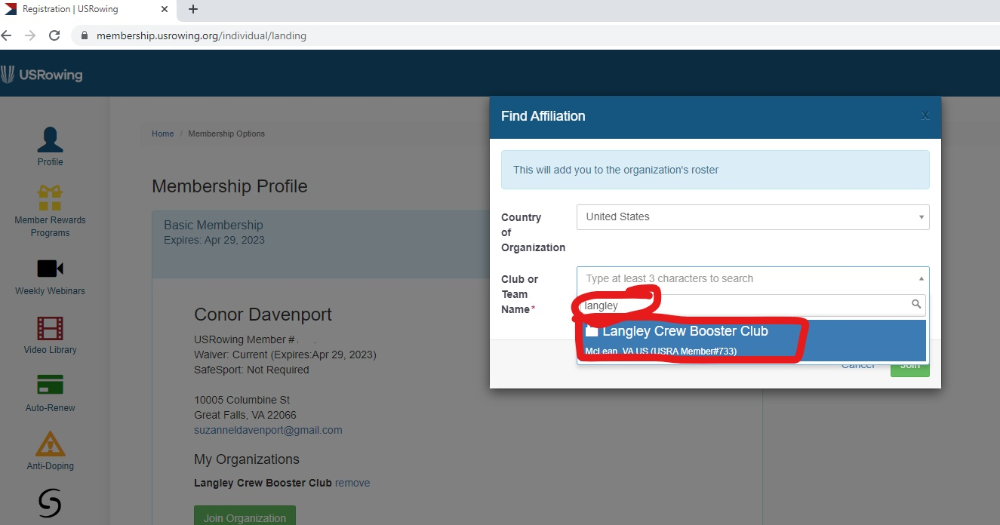 Registration | USRowing
membership.usrowing.org/individual/landing
USRowing
Profile
Member Rewards
Programs
Weekly Webinars
Video Library
Auto-Renew
Anti-Doping
Home / Membership Options
Membership Profile
Basic Membership
Expires: Apr 29, 2023
Conor Davenport
USRowing Member #
Waiver: Current (Expires:Apr 29, 2023)
SafeSport: Not Required
10005 Columbine St
Great Falls, VA 22066
suzanneldavenport@gmail.com
My Organizations
Langley Crew Booster Club remove
Join Organization
Find Affiliation
x
This will add you to the organization's roster
Country
of
Organization
United States
Club or
Team
Name*
Type at least 3 characters to search
langley
Langley Crew Booster Club
McLean, VA US (USRA Member#733)
Cancel
Join